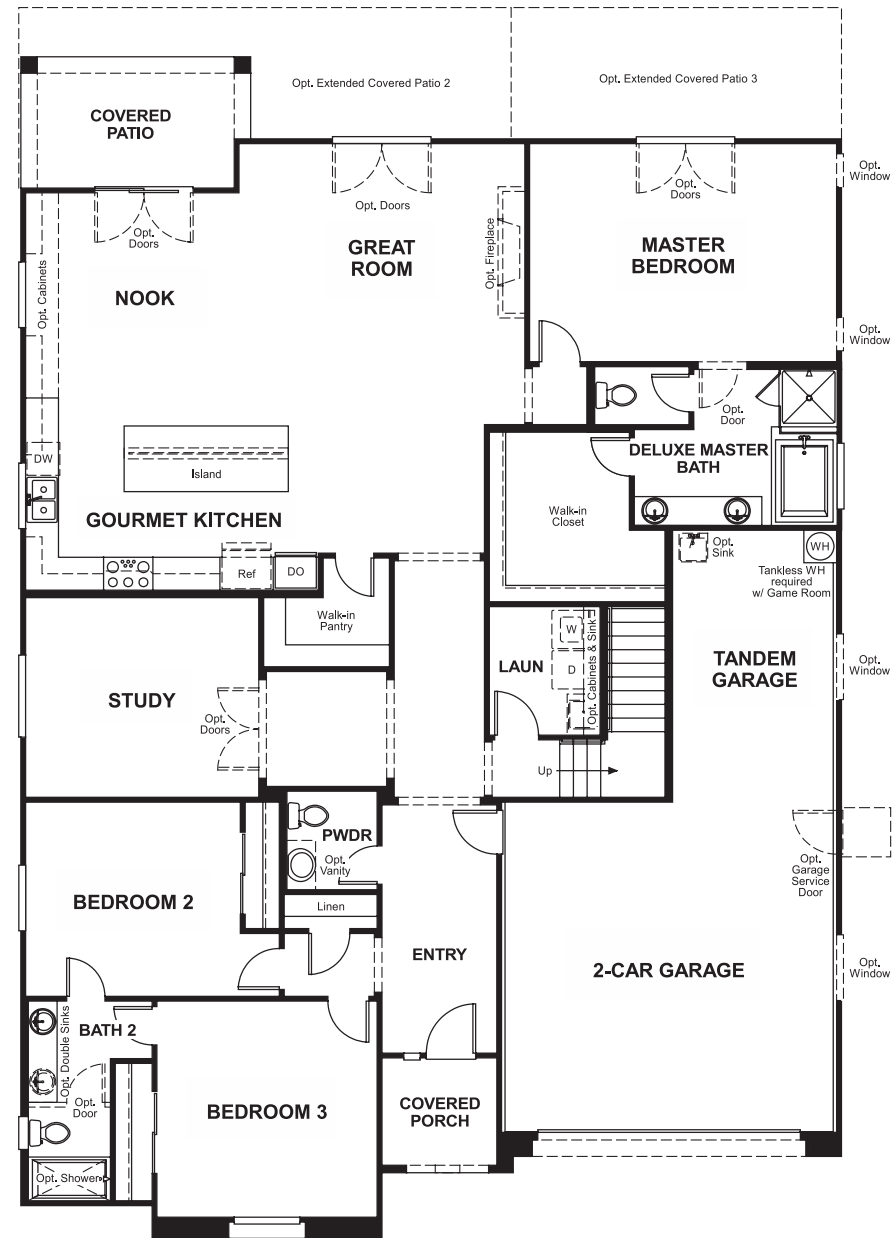 Opt. Extended Covered Patio 2
Opt. Extended Covered Patio 3
COVERED
PATIO
Opt.
Window
Opt. Doors
Opt.
Doors
Opt.
Doors
GREAT
ROOM
MASTER
BEDROOM
Opt. Fireplace
Opt. Cabinets
NOOK
Opt.
Window
Opt.
Door
DW
Island
DELUXE MASTER
BATH
GOURMET KITCHEN
Walk-in
Closet
Ref
DO
Opt.
Sink
WH
Tankless WH
required
w/ Game Room
Walk-in
Pantry
W
D
LAUN
Opt. Cabinets & Sink
TANDEM
GARAGE
Opt.
Window
STUDY
Opt.
Doors
Up
PWDR
Opt.
Vanity
Opt.
Garage
Service
Door
BEDROOM 2
Linen
ENTRY
2-CAR GARAGE
Opt.
Window
BATH 2
Opt. Double Sinks
Opt.
Door
BEDROOM 3
COVERED
PORCH
Opt. Shower